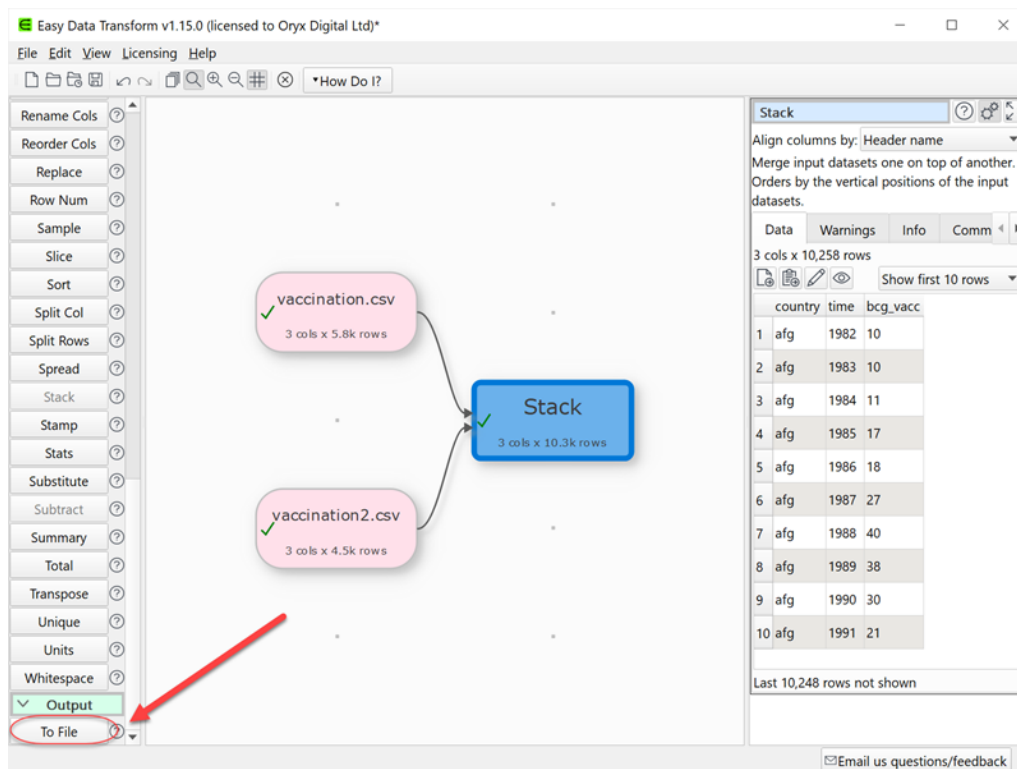 Easy Data Transform v1.15.0 (licensed to Oryx Digital Ltd)*
File Edit View Licensing Help
How Do I?
Rename Cols ?
Reorder Cols ?
Replace ?
Row Num ?
Sample ?
Slice ?
Sort ?
Split Col ?
Split Rows ?
Spread ?
Stack ?
Stamp ?
Stats ?
Substitute ?
Subtract ?
Summary ?
Total ?
Transpose ?
Unique ?
Units ?
Whitespace ?
Output
To File ?
vaccination.csv
3 cols x 5.8k rows
vaccination2.csv
3 cols x 4.5k rows
Stack
3 cols x 10.3k rows
Stack ?
Align columns by: Header name
Merge input datasets one on top of another.
Orders by the vertical positions of the input
datasets.
Data Warnings Info Comm
3 cols x 10,258 rows
Show first 10 rows
country time bcg_vacc
1 afg 1982 10
2 afg 1983 10
3 afg 1984 11
4 afg 1985 17
5 afg 1986 18
6 afg 1987 27
7 afg 1988 40
8 afg 1989 38
9 afg 1990 30
10 afg 1991 21
Last 10,248 rows not shown
Email us questions/feedback